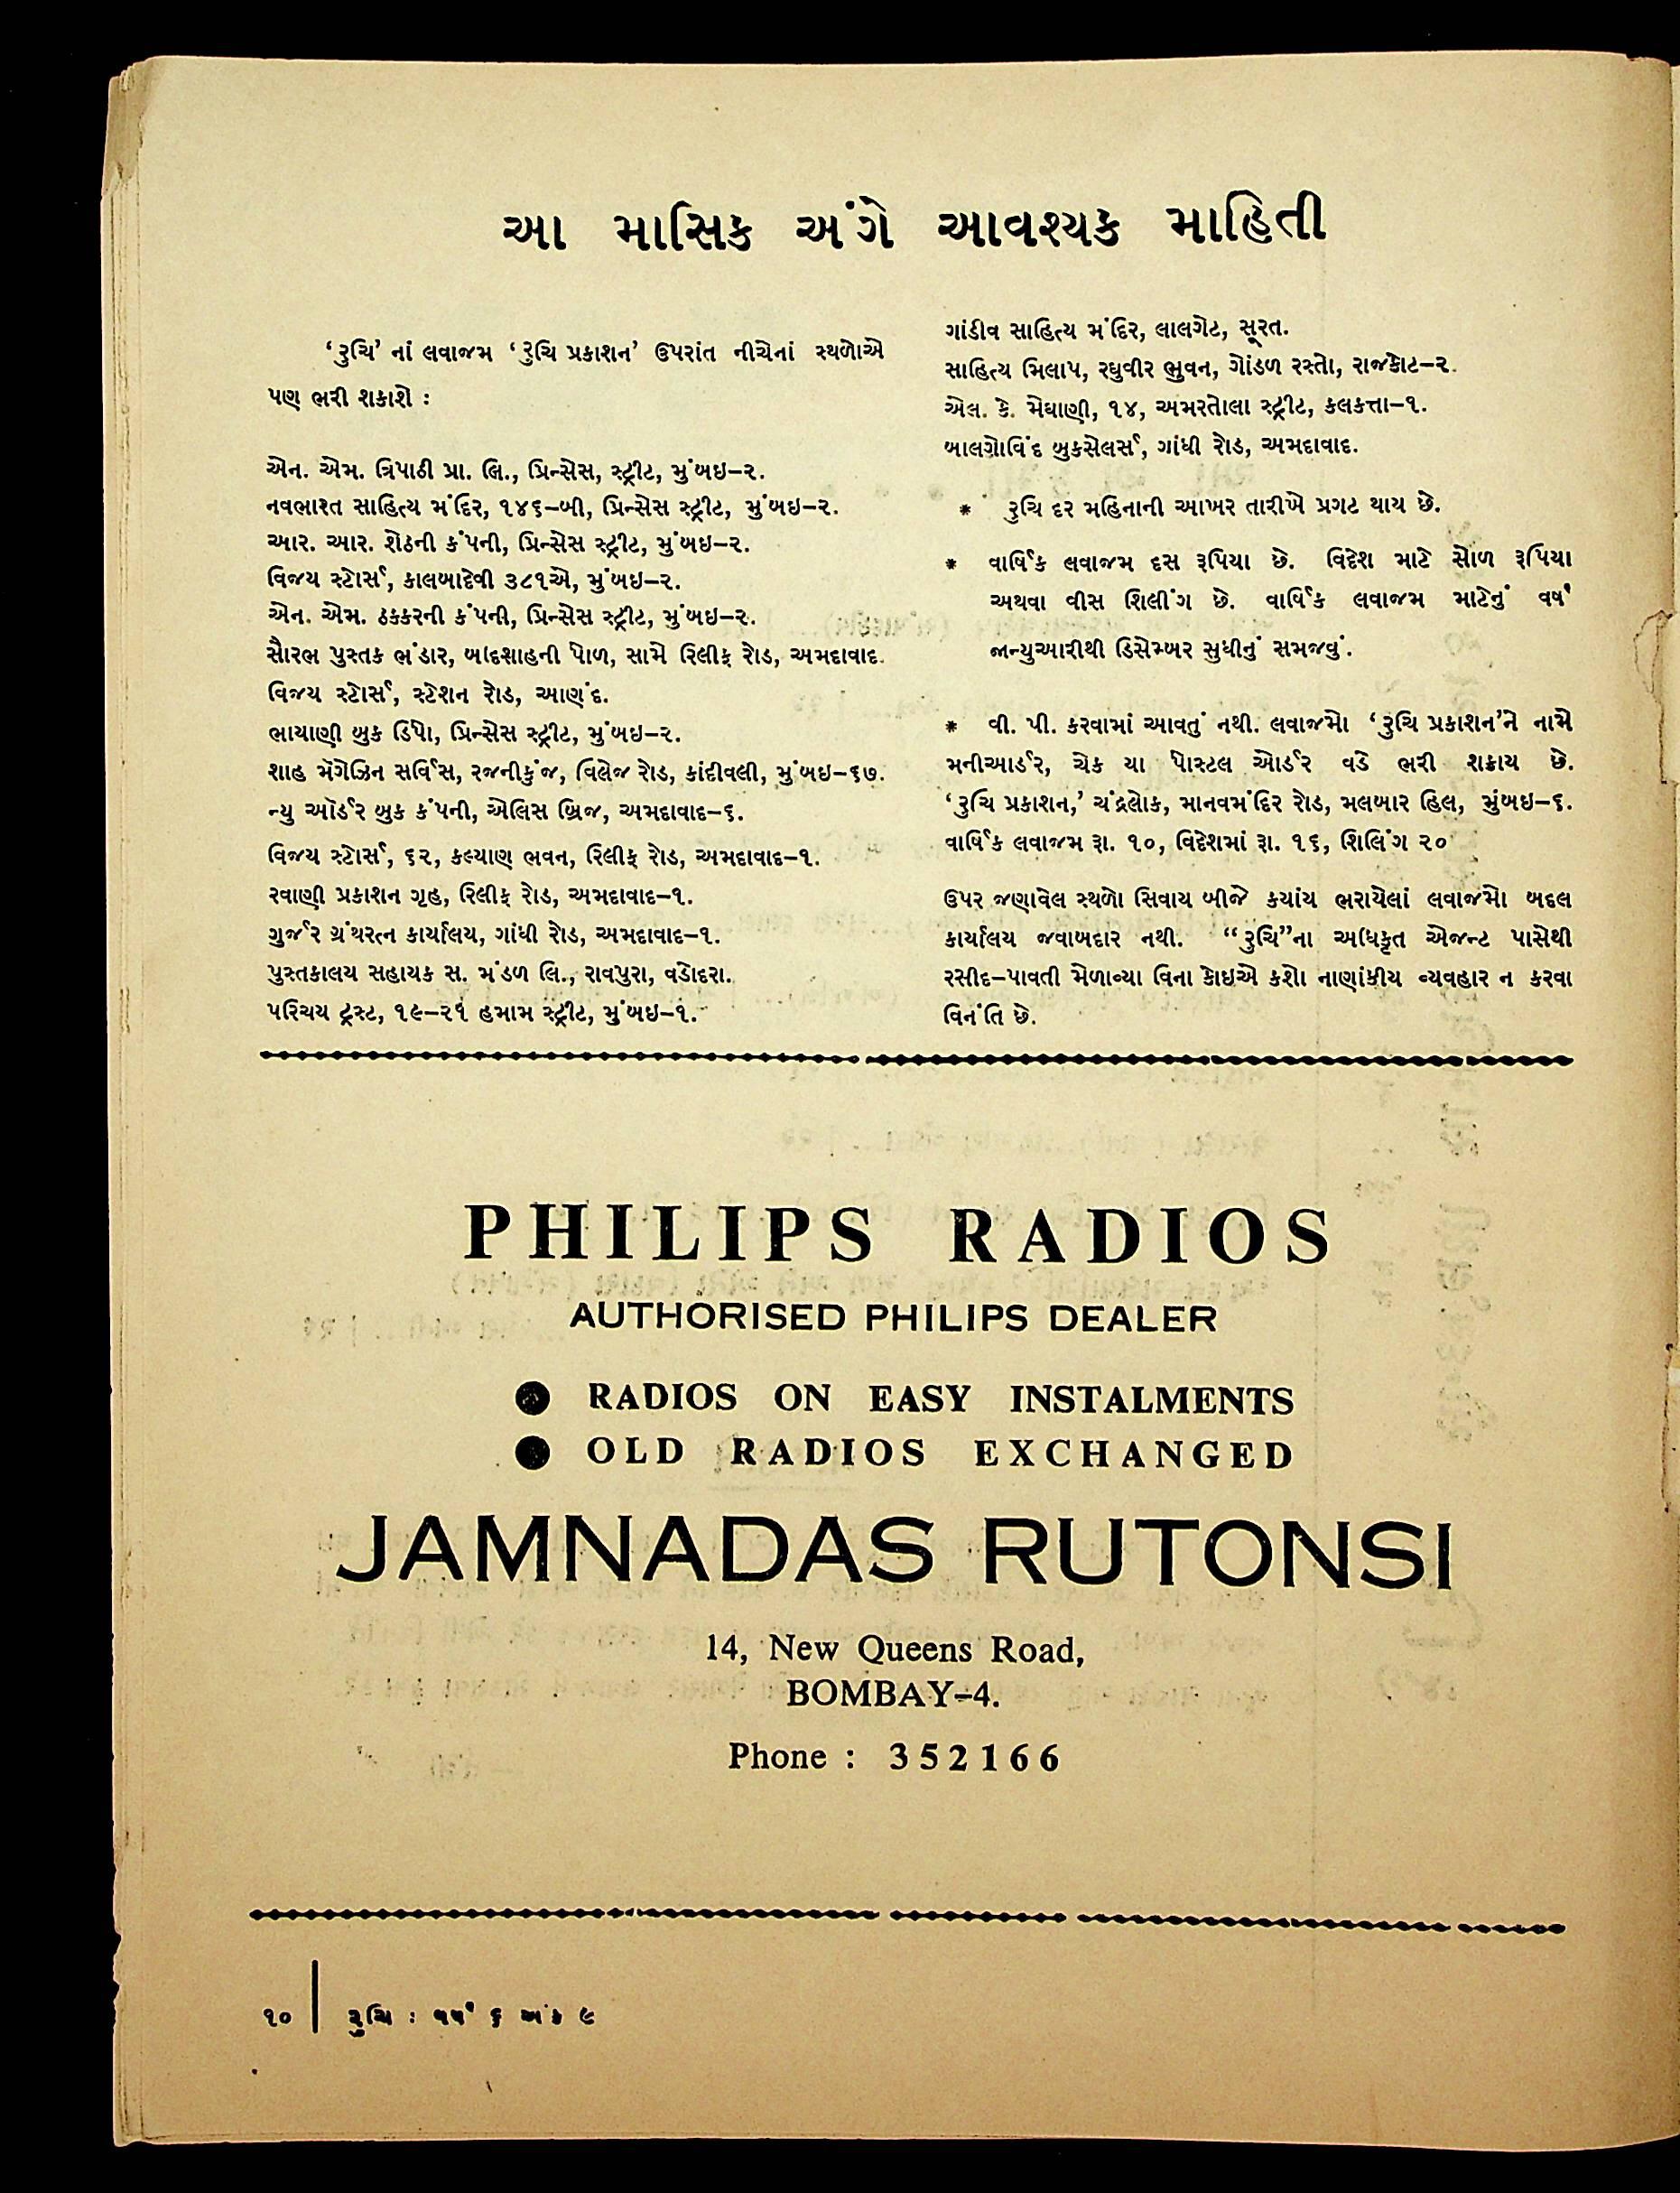 આ માસિક અંગે આવશ્યક માહિતી
‘રુચિ’ નાં લવાજમ ‘રુચિ પ્રકાશન’ ઉપરાંત નીચેનાં સ્થળોએ
પણ ભરી શકાશે :
એન. એમ. ત્રિપાઠી પ્રા. લિ., પ્રિન્સેસ, સ્ટ્રીટ, મુંબઇ–૨.
નવભારત સાહિત્ય મંદિર, ૧૪૬–બી, પ્રિન્સેસ સ્ટ્રીટ, મુંબઇ–૨.
આર. આર. શેઠની કંપની, પ્રિન્સેસ સ્ટ્રીટ, મુંબઇ–૨.
વિજય સ્ટોર્સ, કાલબાદેવી ૩૮૧એ, મુંબઇ–૨.
એન. એમ. ઠક્કરની કંપની, પ્રિન્સેસ સ્ટ્રીટ, મુંબઇ–૨.
સૌરભ પુસ્તક ભંડાર, બાદશાહની પોળ, સામે રિલીફ રોડ, અમદાવાદ.
વિજય સ્ટોર્સ, સ્ટેશન રોડ, આણંદ.
ભાયાણી બુક ડિપો, પ્રિન્સેસ સ્ટ્રીટ, મુંબઇ–૨.
શાહ મૅગેઝિન સર્વિસ, રજનીકુંજ, વિલેજ રોડ, કાંદીવલી, મુંબઇ–૬૭.
ન્યુ ઑર્ડર બુક કંપની, એલિસ બ્રિજ, અમદાવાદ–૬.
વિજય સ્ટોર્સ, ૬૨, કલ્યાણ ભવન, રિલીફ રોડ, અમદાવાદ–૧.
રવાણી પ્રકાશન ગૃહ, રિલીફ રોડ, અમદાવાદ–૧.
ગુર્જર ગ્રંથરત્ન કાર્યાલય, ગાંધી રોડ, અમદાવાદ–૧.
પુસ્તકાલય સહાયક સ. મંડળ લિ., રાવપુરા, વડોદરા.
પરિચય ટ્રસ્ટ, ૧૯–૨૧ હમામ સ્ટ્રીટ, મુંબઇ–૧.
ગાંડીવ સાહિત્ય મંદિર, લાલગેટ, સૂરત.
સાહિત્ય મિલાપ, રઘુવીર ભુવન, ગોંડળ રસ્તો, રાજકોટ–૨.
એલ. કે. મેઘાણી, ૧૪, અમરતોલા સ્ટ્રીટ, કલકત્તા–૧.
બાલગોવિંદ બુકસેલર્સ, ગાંધી રોડ, અમદાવાદ.
* રુચિ દર મહિનાની આખર તારીખે પ્રગટ થાય છે.
* વાર્ષિક લવાજમ દસ રૂપિયા છે. વિદેશ માટે સોળ રૂપિયા
અથવા વીસ શિલીંગ છે. વાર્ષિક લવાજમ માટેનું વર્ષ
જાન્યુઆરીથી ડિસેમ્બર સુધીનું સમજવું.
* વી. પી. કરવામાં આવતું નથી. લવાજમો ‘રુચિ પ્રકાશન’ને નામે
મનીઆર્ડર, ચેક યા પોસ્ટલ ઓર્ડર વડે ભરી શકાય છે.
‘રુચિ પ્રકાશન,’ ચંદ્રલોક, માનવમંદિર રોડ, મલબાર હિલ, મુંબઇ–૬.
વાર્ષિક લવાજમ રૂા. ૧૦, વિદેશમાં રૂા. ૧૬, શિલિંગ ૨૦
ઉપર જણાવેલ સ્થળો સિવાય બીજે કયાંય ભરાયેલાં લવાજમો બદલ
કાર્યાલય જવાબદાર નથી. “રુચિ”ના અધિકૃત એજન્ટ પાસેથી
રસીદ–પાવતી મેળાવ્યા વિના કોઇએ કશો નાણાંકીય વ્યવહાર ન કરવા
વિનંતિ છે.
PHILIPS RADIOS
AUTHORISED PHILIPS DEALER
● RADIOS ON EASY INSTALMENTS
● OLD RADIOS EXCHANGED
JAMNADAS RUTONSI
14, New Queens Road,
BOMBAY–4.
Phone : 352166
૧૦ | રુચિ : વર્ષ ૬ અંક ૯